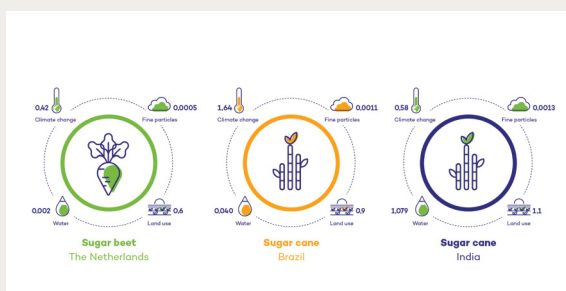 0,42
Climate change
0,0005
Fine particles
0,002
Water
0,6
Land use
Sugar beet
The Netherlands
1,64
Climate change
0,0011
Fine particles
0,040
Water
0,9
Land use
Sugar cane
Brazil
0,58
Climate change
0,0013
Fine particles
1,079
Water
1,1
Land use
Sugar cane
India